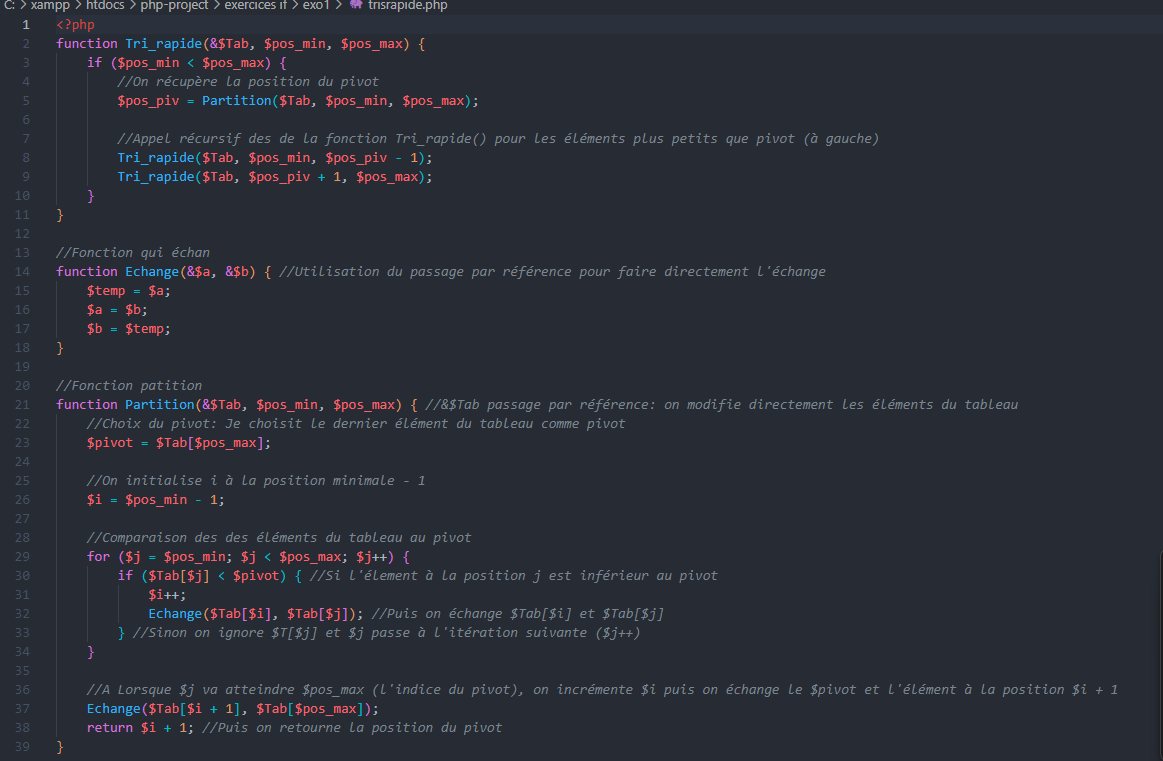 C: > xampp > htdocs > php-project > exercices if > exo1 > trisrapide.php
1 <?php
2 function Tri_rapide(&$Tab, $pos_min, $pos_max) {
3     if ($pos_min < $pos_max) {
4         //On récupère la position du pivot
5         $pos_piv = Partition($Tab, $pos_min, $pos_max);
6
7         //Appel récursif des de la fonction Tri_rapide() pour les éléments plus petits que pivot (à gauche)
8         Tri_rapide($Tab, $pos_min, $pos_piv - 1);
9         Tri_rapide($Tab, $pos_piv + 1, $pos_max);
10     }
11 }
12
13 //Fonction qui échan
14 function Echange(&$a, &$b) { //Utilisation du passage par référence pour faire directement l'échange
15     $temp = $a;
16     $a = $b;
17     $b = $temp;
18 }
19
20 //Fonction patition
21 function Partition(&$Tab, $pos_min, $pos_max) { //&$Tab passage par référence: on modifie directement les éléments du tableau
22     //Choix du pivot: Je choisit le dernier élément du tableau comme pivot
23     $pivot = $Tab[$pos_max];
24
25     //On initialise i à la position minimale - 1
26     $i = $pos_min - 1;
27
28     //Comparaison des des éléments du tableau au pivot
29     for ($j = $pos_min; $j < $pos_max; $j++) {
30         if ($Tab[$j] < $pivot) { //Si l'élement à la position j est inférieur au pivot
31             $i++;
32             Echange($Tab[$i], $Tab[$j]); //Puis on échange $Tab[$i] et $Tab[$j]
33         } //Sinon on ignore $T[$j] et $j passe à l'itération suivante ($j++)
34     }
35
36     //A Lorsque $j va atteindre $pos_max (l'indice du pivot), on incrémente $i puis on échange le $pivot et l'élément à la position $i + 1
37     Echange($Tab[$i + 1], $Tab[$pos_max]);
38     return $i + 1; //Puis on retourne la position du pivot
39 }